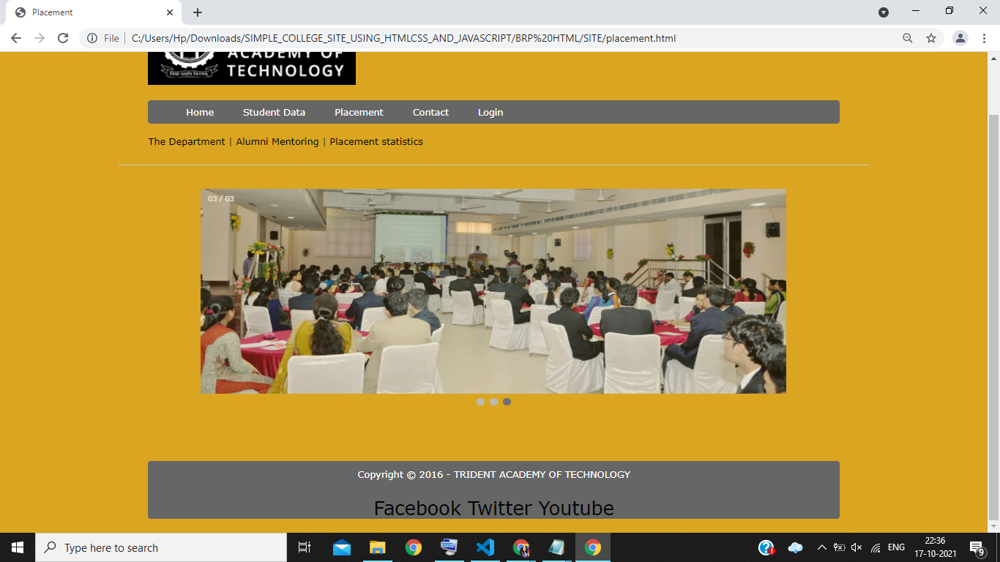 Placement
File
C:/Users/Hp/Downloads/SIMPLE_COLLEGE_SITE_USING_HTMLCSS_AND_JAVASCRIPT/BRP%20HTML/SITE/placement.html
ACADEMY OF
TECHNOLOGY
Home Student Data Placement Contact Login
The Department | Alumni Mentoring | Placement statistics
03 / 03
Copyright © 2016 - TRIDENT ACADEMY OF TECHNOLOGY
Facebook Twitter Youtube
Type here to search
ENG
22:36
17-10-2021
9